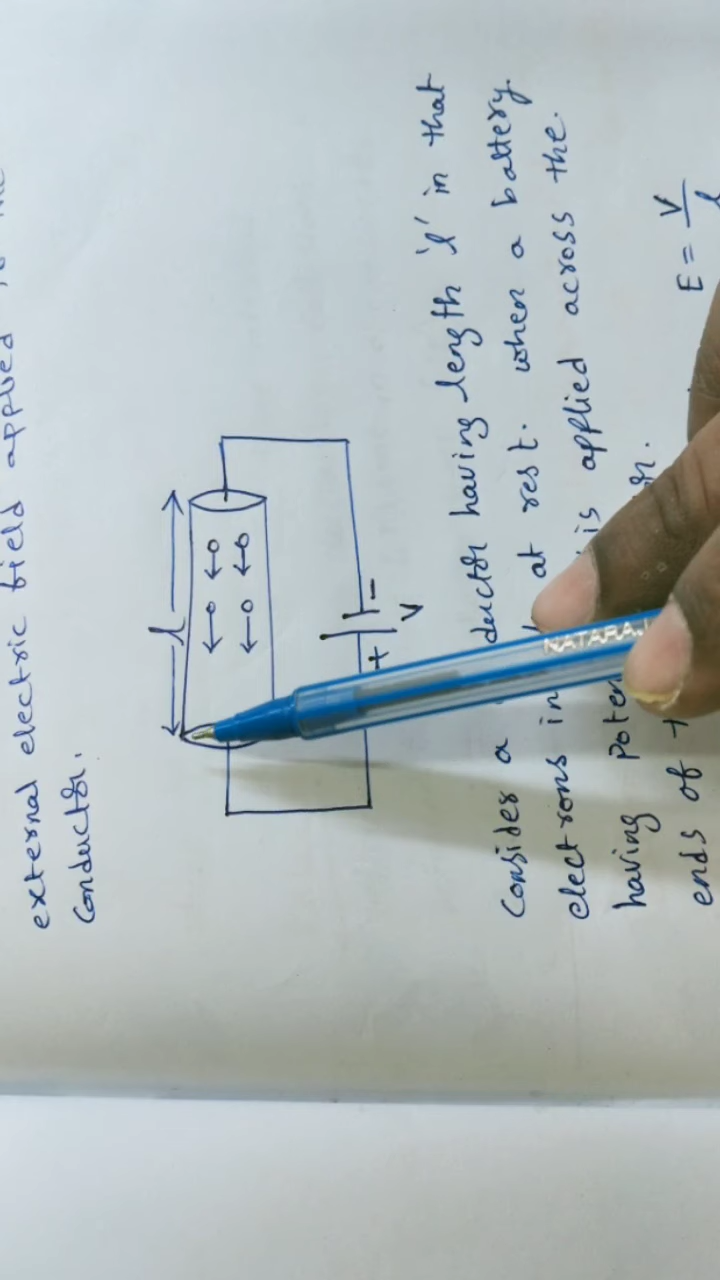 external electric field applied
conductor.
l
+ -
V
Consider a ductor having length 'l' in that
electrons in at rest. when a battery.
having poten is applied across the.
ends of
E = V/l
NATARAJ